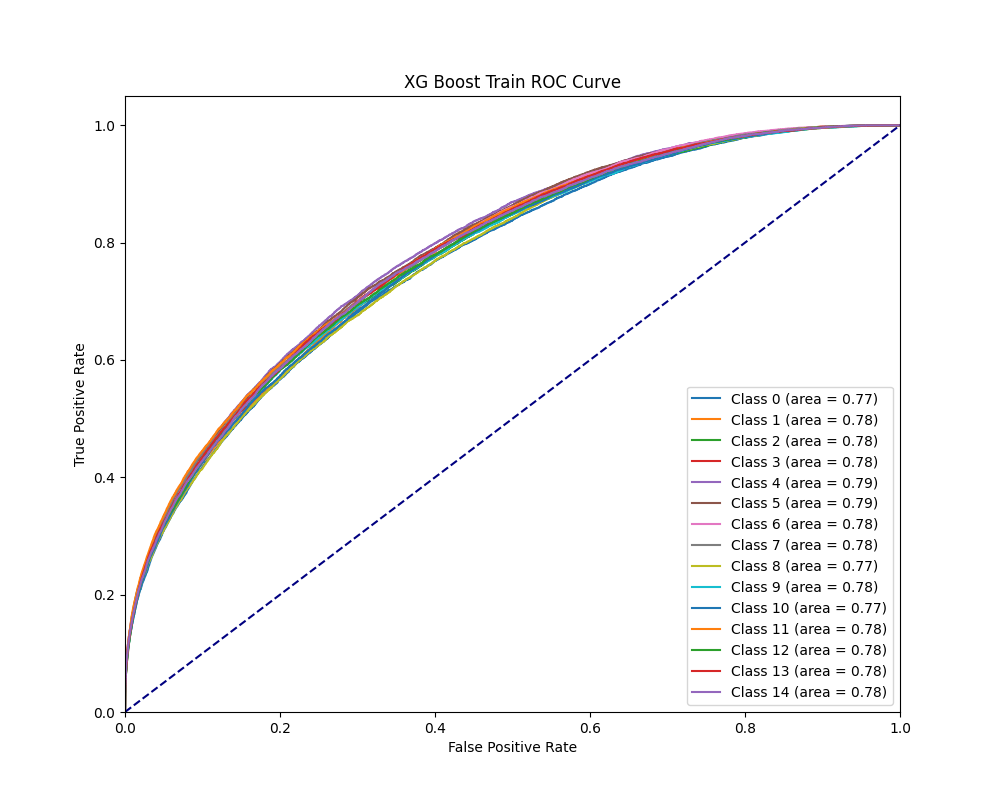 XG Boost Train ROC Curve
1.0
0.8
0.6
0.4
0.2
0.0
True Positive Rate
Class 0 (area = 0.77)
Class 1 (area = 0.78)
Class 2 (area = 0.78)
Class 3 (area = 0.78)
Class 4 (area = 0.79)
Class 5 (area = 0.79)
Class 6 (area = 0.78)
Class 7 (area = 0.78)
Class 8 (area = 0.77)
Class 9 (area = 0.78)
Class 10 (area = 0.77)
Class 11 (area = 0.78)
Class 12 (area = 0.78)
Class 13 (area = 0.78)
Class 14 (area = 0.78)
0.0 0.2 0.4 0.6 0.8 1.0
False Positive Rate